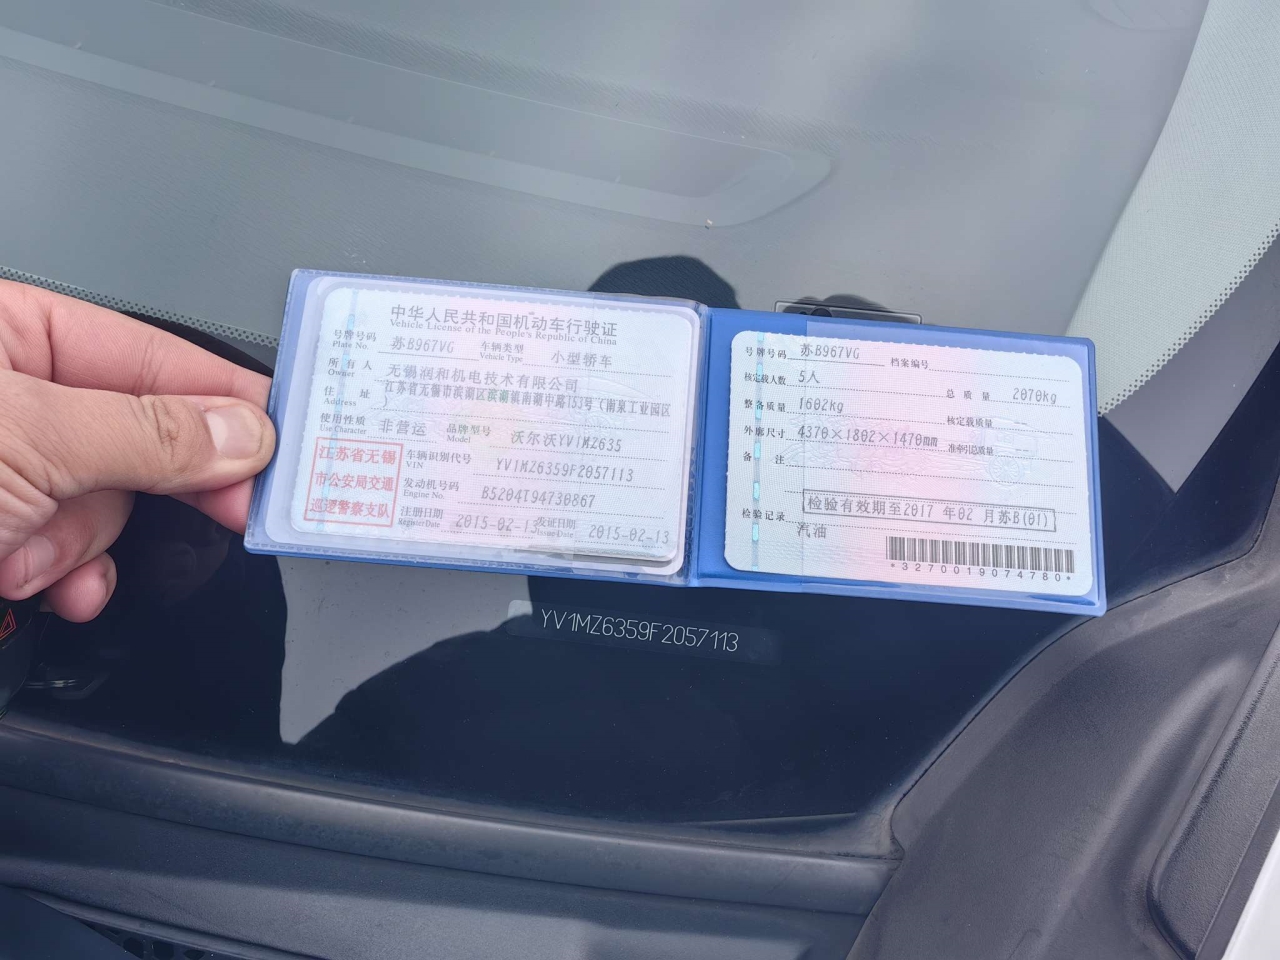 中华人民共和国机动车行驶证
Vehicle License of the People's Republic of China
号牌号码 苏B967VG 车辆类型 小型轿车
Plate No. Vehicle Type
所有人 无锡润和机电技术有限公司
Owner
住址 江苏省无锡市滨湖区滨湖镇南湖中路153号（南泉工业园区
Address ）
使用性质 非营运 品牌型号 沃尔沃YV1MZ635
Use Character Model
江苏省无锡
市公安局交通
巡逻警察支队
车辆识别代号 YV1MZ6359F2057113
VIN
发动机号码 B5204T94730867
Engine No.
注册日期 2015-02-13 发证日期 2015-02-13
Register Date Issue Date
号牌号码 苏B967VG 档案编号
核定载人数 5人 总质量 2070kg
整备质量 1602kg 核定载质量 --
外廓尺寸 4370×1802×1470mm 准牵引总质量 --
备注
检验有效期至2017 年02 月苏B(01)
检验记录
汽油
*3270019074780*
YV1MZ6359F2057113